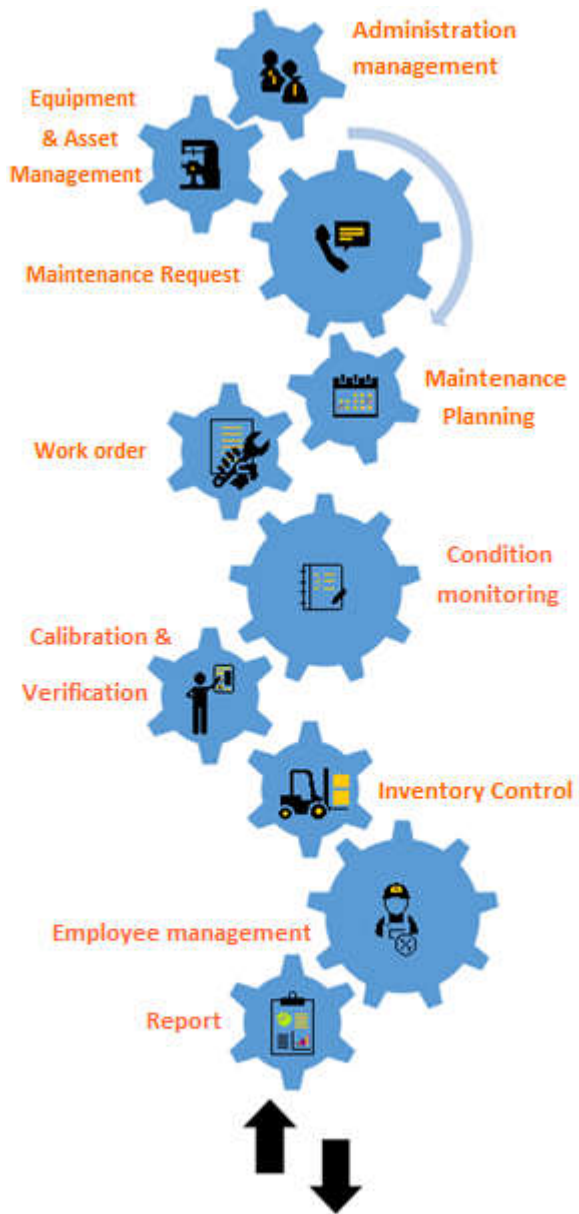 Administration
management
Equipment
& Asset
Management
Maintenance Request
Maintenance
Planning
Work order
Condition
monitoring
Calibration &
Verification
Inventory Control
Employee management
Report